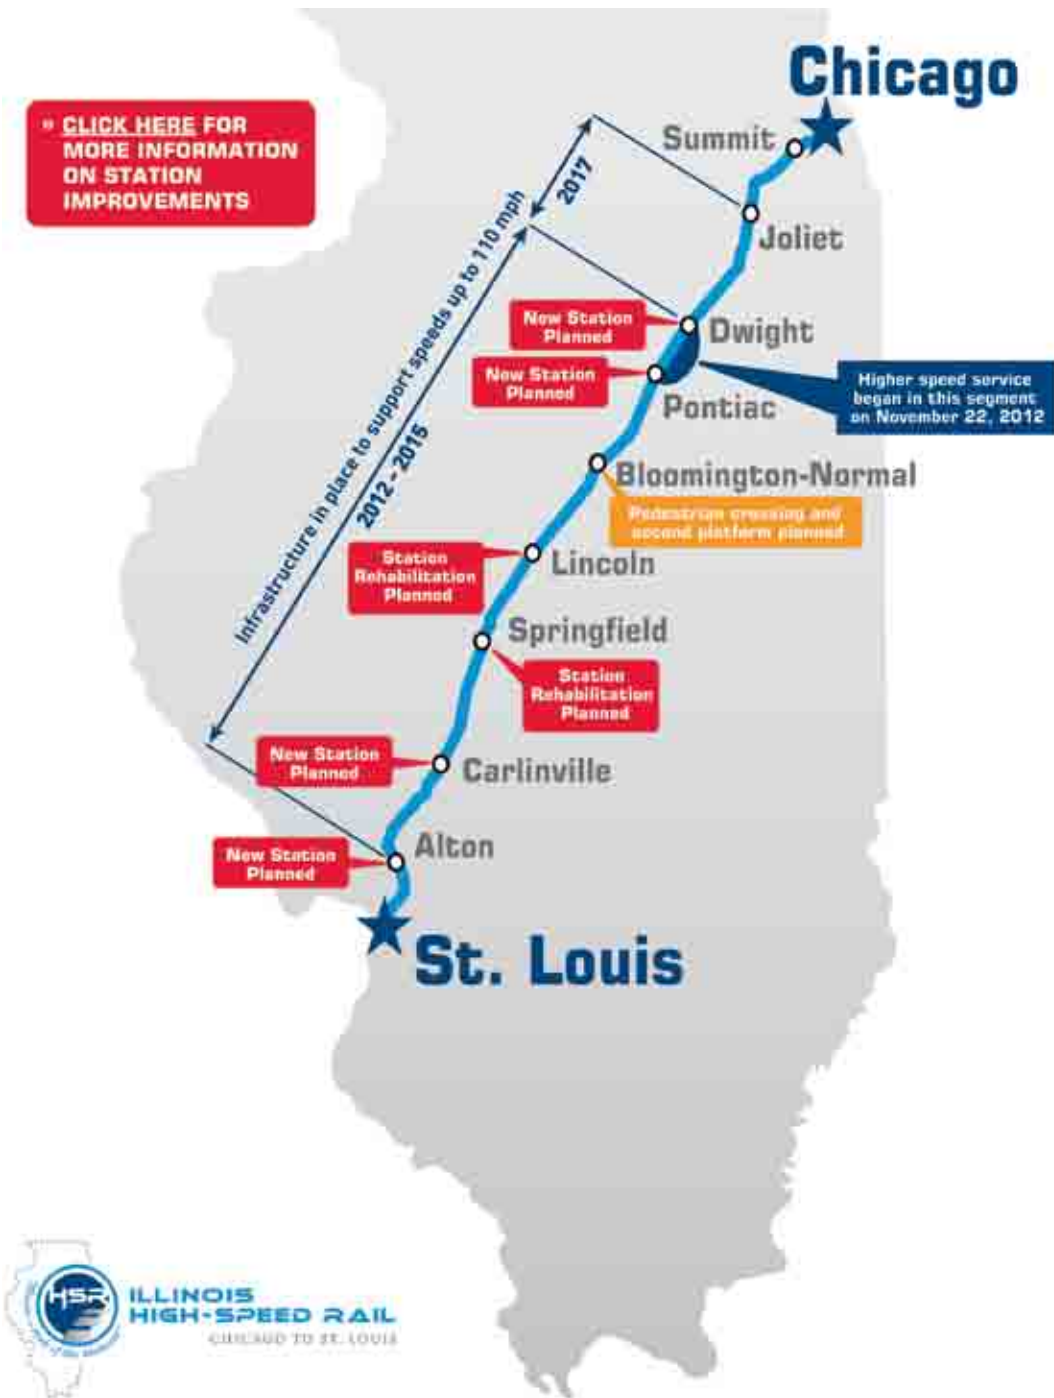 Chicago
» CLICK HERE FOR
MORE INFORMATION
ON STATION
IMPROVEMENTS
Summit
2017
Joliet
Infrastructure in place to support speeds up to 110 mph
2012 - 2015
New Station
Planned
Dwight
New Station
Planned
Pontiac
Higher speed service
began in this segment
on November 22, 2012
Bloomington-Normal
Pedestrian crossing and
second platform planned
Station
Rehabilitation
Planned
Lincoln
Springfield
Station
Rehabilitation
Planned
New Station
Planned
Carlinville
New Station
Planned
Alton
St. Louis
HSR
ILLINOIS
HIGH-SPEED RAIL
CHICAGO TO ST. LOUIS